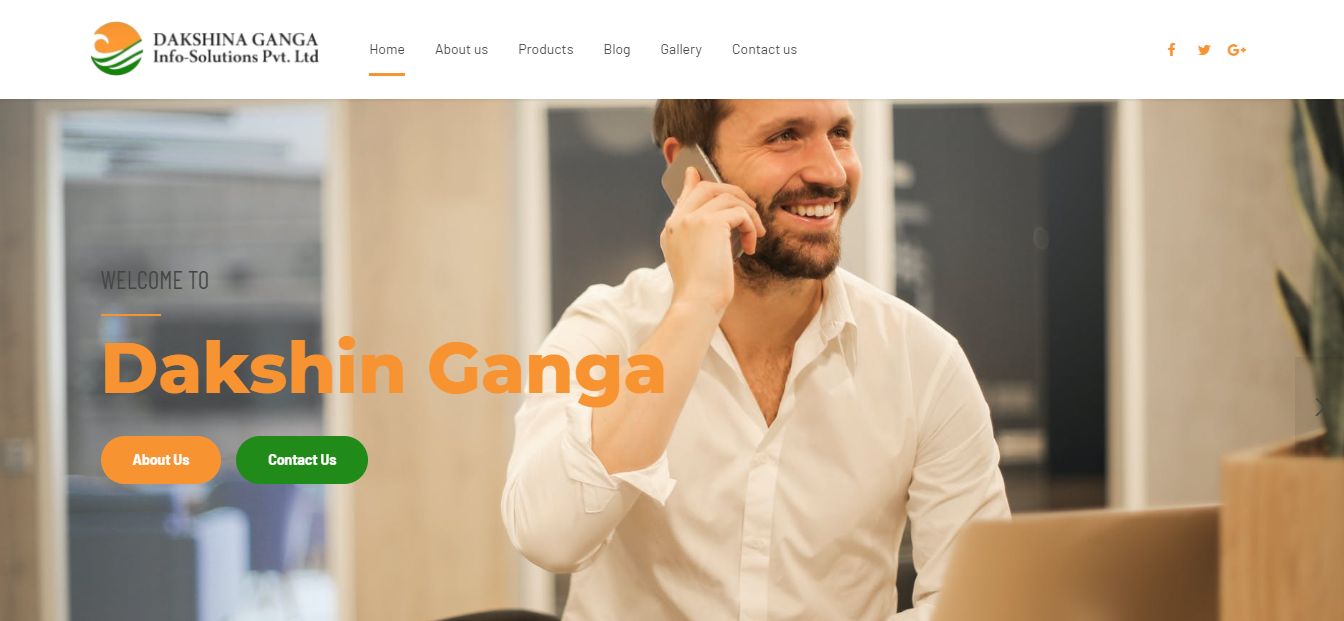 DAKSHINA GANGA
Info-Solutions Pvt. Ltd
Home About us Products Blog Gallery Contact us
WELCOME TO
Dakshin Ganga
About Us Contact Us